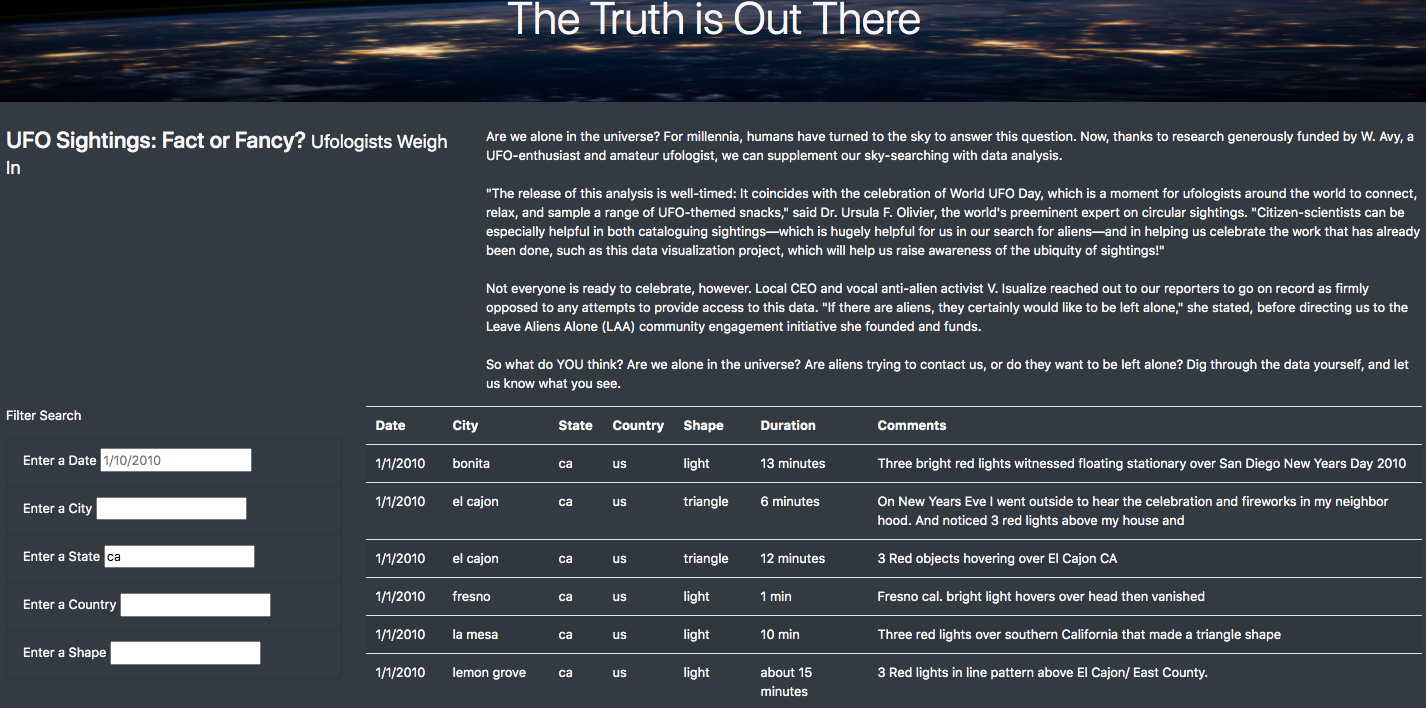 The Truth is Out There
UFO Sightings: Fact or Fancy? Ufologists Weigh
In
Are we alone in the universe? For millennia, humans have turned to the sky to answer this question. Now, thanks to research generously funded by W. Avy, a
UFO-enthusiast and amateur ufologist, we can supplement our sky-searching with data analysis.
"The release of this analysis is well-timed: It coincides with the celebration of World UFO Day, which is a moment for ufologists around the world to connect,
relax, and sample a range of UFO-themed snacks," said Dr. Ursula F. Olivier, the world's preeminent expert on circular sightings. "Citizen-scientists can be
especially helpful in both cataloguing sightings—which is hugely helpful for us in our search for aliens—and in helping us celebrate the work that has already
been done, such as this data visualization project, which will help us raise awareness of the ubiquity of sightings!"
Not everyone is ready to celebrate, however. Local CEO and vocal anti-alien activist V. Isualize reached out to our reporters to go on record as firmly
opposed to any attempts to provide access to this data. "If there are aliens, they certainly would like to be left alone," she stated, before directing us to the
Leave Aliens Alone (LAA) community engagement initiative she founded and funds.
So what do YOU think? Are we alone in the universe? Are aliens trying to contact us, or do they want to be left alone? Dig through the data yourself, and let
us know what you see.
Filter Search
Enter a Date 1/10/2010
Enter a City
Enter a State ca
Enter a Country
Enter a Shape
Date City State Country Shape Duration Comments
1/1/2010 bonita ca us light 13 minutes Three bright red lights witnessed floating stationary over San Diego New Years Day 2010
1/1/2010 el cajon ca us triangle 6 minutes On New Years Eve I went outside to hear the celebration and fireworks in my neighbor
hood. And noticed 3 red lights above my house and
1/1/2010 el cajon ca us triangle 12 minutes 3 Red objects hovering over El Cajon CA
1/1/2010 fresno ca us light 1 min Fresno cal. bright light hovers over head then vanished
1/1/2010 la mesa ca us light 10 min Three red lights over southern California that made a triangle shape
1/1/2010 lemon grove ca us light about 15 3 Red lights in line pattern above El Cajon/ East County.
minutes